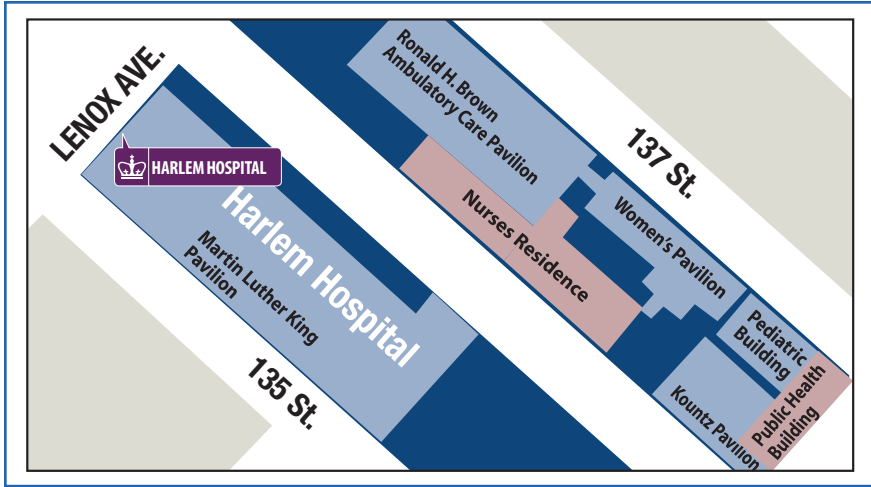 LENOX AVE.
HARLEM HOSPITAL
Harlem Hospital
Martin Luther King
Pavilion
135 St.
Ronald H. Brown
Ambulatory Care Pavilion
Nurses Residence
137 St.
Women's Pavilion
Pediatric
Building
Kountz Pavilion
Public Health
Building